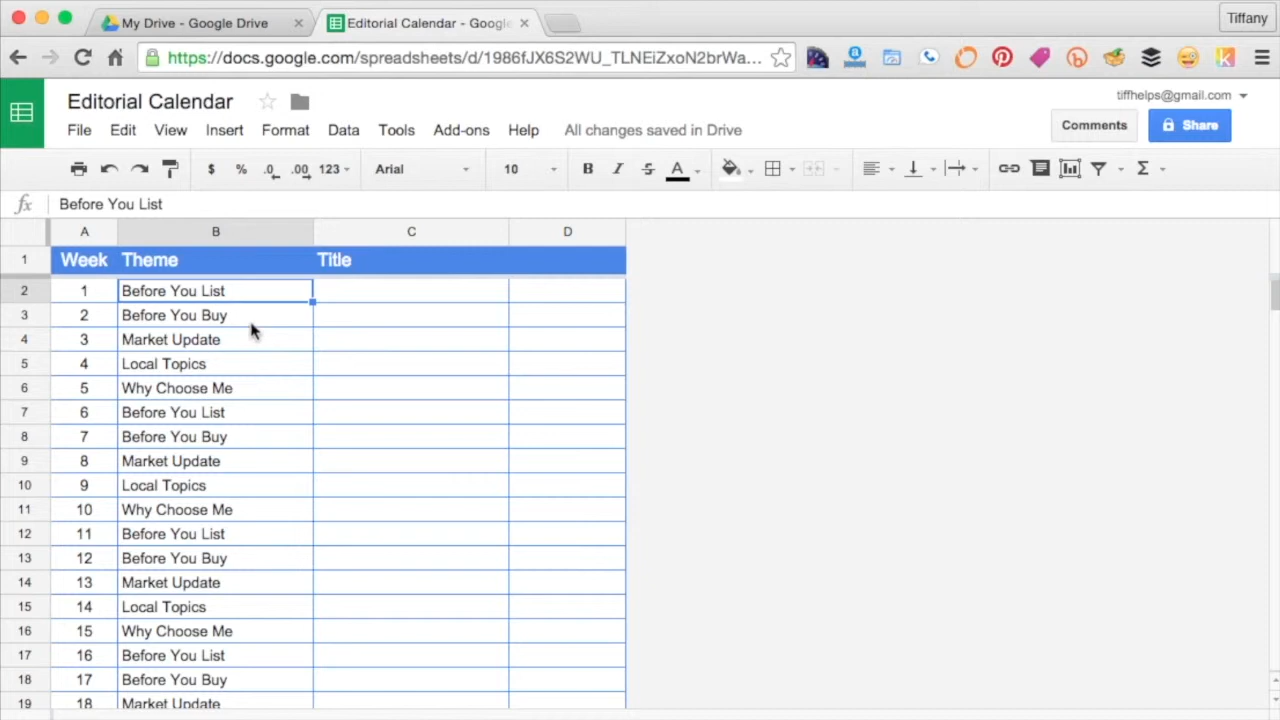 My Drive - Google Drive
Editorial Calendar - Google
Tiffany
https://docs.google.com/spreadsheets/d/1986fJX6S2WU_TLNEiZxoN2brWa...
Editorial Calendar
tiffhelps@gmail.com
File Edit View Insert Format Data Tools Add-ons Help All changes saved in Drive
Comments
Share
$ % .0 .00 123 Arial 10 B I S A Σ
fx Before You List
A B C D
1 Week Theme Title
2 1 Before You List
3 2 Before You Buy
4 3 Market Update
5 4 Local Topics
6 5 Why Choose Me
7 6 Before You List
8 7 Before You Buy
9 8 Market Update
10 9 Local Topics
11 10 Why Choose Me
12 11 Before You List
13 12 Before You Buy
14 13 Market Update
15 14 Local Topics
16 15 Why Choose Me
17 16 Before You List
18 17 Before You Buy
19 18 Market Update